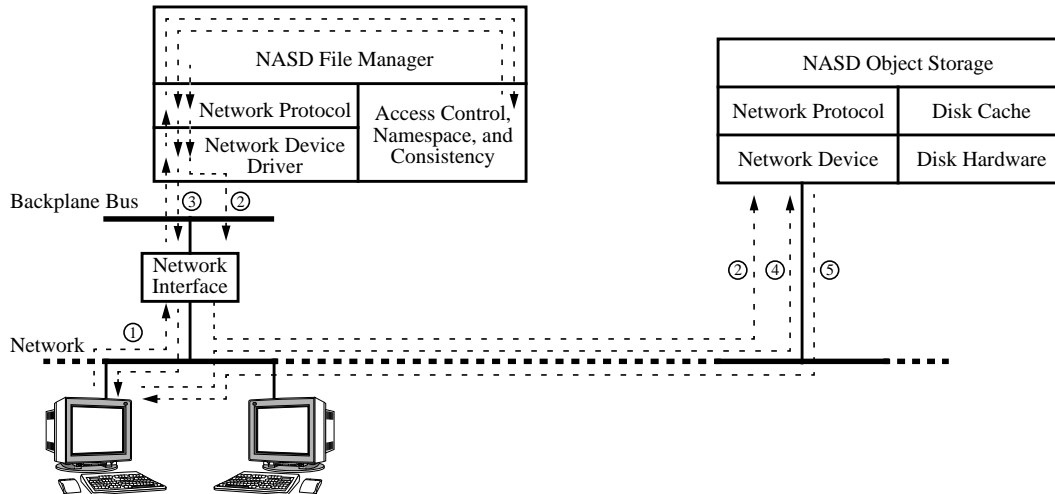 NASD File Manager
Network Protocol
Access Control,
Namespace, and
Consistency
Network Device
Driver
Backplane Bus
③
②
Network
Interface
①
Network
NASD Object Storage
Network Protocol
Disk Cache
Network Device
Disk Hardware
②
④
⑤